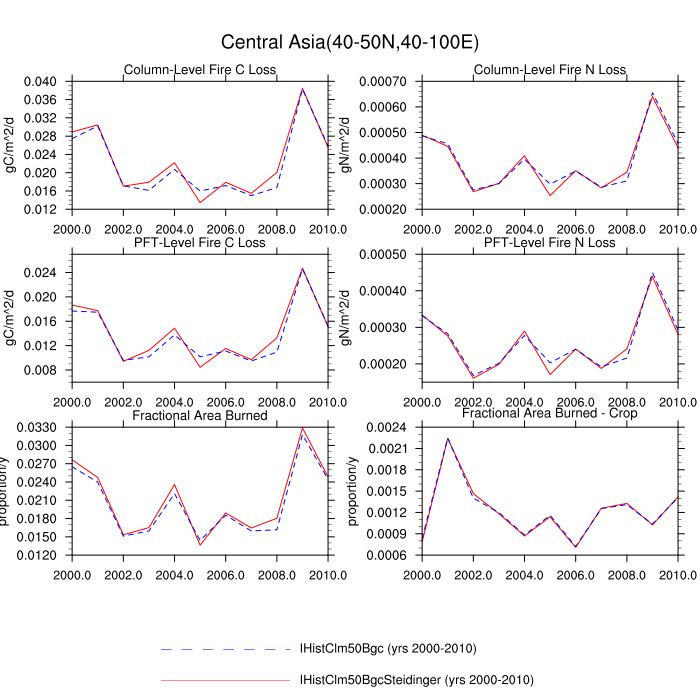 Central Asia(40-50N,40-100E)
Column-Level Fire C Loss
Column-Level Fire N Loss
gC/m^2/d
0.040
0.036
0.032
0.028
0.024
0.020
0.016
0.012
2000.0 2002.0 2004.0 2006.0 2008.0 2010.0
gN/m^2/d
0.00070
0.00060
0.00050
0.00040
0.00030
0.00020
2000.0 2002.0 2004.0 2006.0 2008.0 2010.0
PFT-Level Fire C Loss
PFT-Level Fire N Loss
gC/m^2/d
0.024
0.020
0.016
0.012
0.008
2000.0 2002.0 2004.0 2006.0 2008.0 2010.0
gN/m^2/d
0.00050
0.00040
0.00030
0.00020
2000.0 2002.0 2004.0 2006.0 2008.0 2010.0
Fractional Area Burned
Fractional Area Burned - Crop
proportion/y
0.0330
0.0300
0.0270
0.0240
0.0210
0.0180
0.0150
0.0120
2000.0 2002.0 2004.0 2006.0 2008.0 2010.0
proportion/y
0.0024
0.0021
0.0018
0.0015
0.0012
0.0009
0.0006
2000.0 2002.0 2004.0 2006.0 2008.0 2010.0
IHistClm50Bgc (yrs 2000-2010)
IHistClm50BgcSteidinger (yrs 2000-2010)